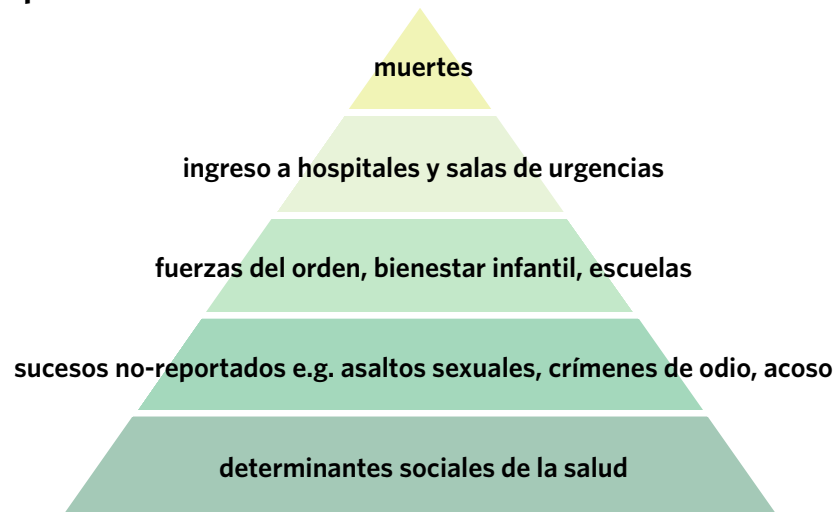 muertes
ingreso a hospitales y salas de urgencias
fuerzas del orden, bienestar infantil, escuelas
sucesos no-reportados e.g. asaltos sexuales, crímenes de odio, acoso
determinantes sociales de la salud